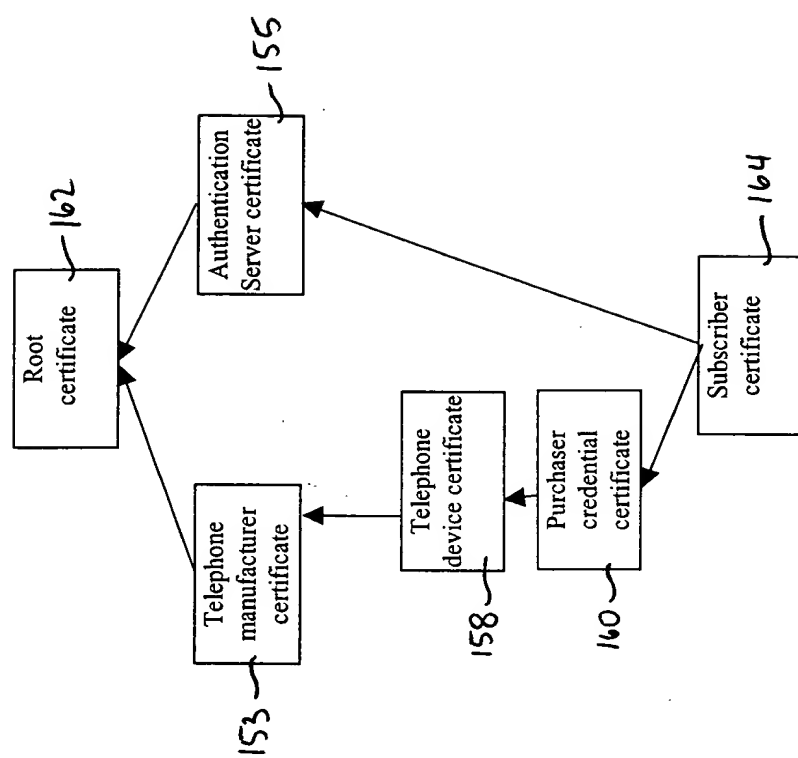 Root
certificate
162
Telephone
manufacturer
certificate
153
Authentication
Server certificate
155
Telephone
device certificate
158
Purchaser
credential
certificate
160
Subscriber
certificate
164